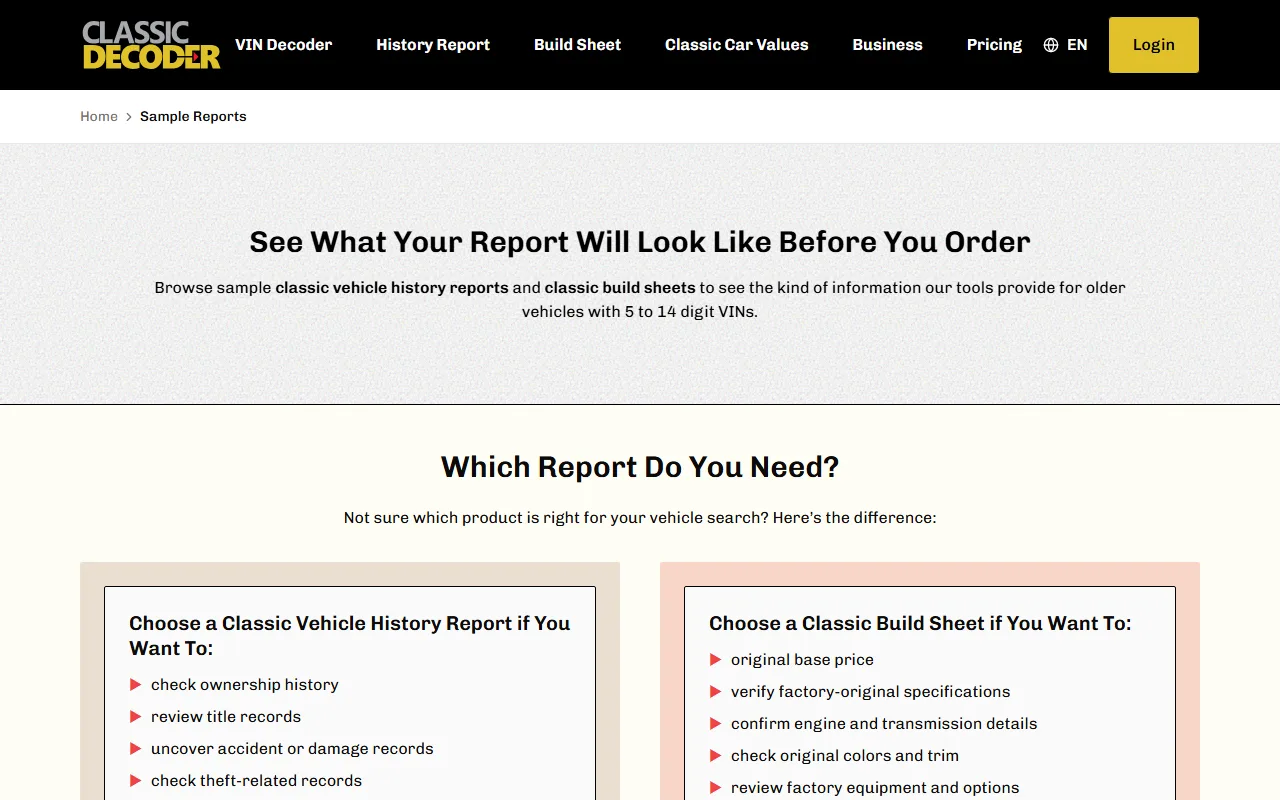 CLASSIC
DECODER
VIN Decoder
History Report
Build Sheet
Classic Car Values
Business
Pricing
EN
Login
Home
Sample Reports
See What Your Report Will Look Like Before You Order
Browse sample classic vehicle history reports and classic build sheets to see the kind of information our tools provide for older
vehicles with 5 to 14 digit VINs.
Which Report Do You Need?
Not sure which product is right for your vehicle search? Here’s the difference:
Choose a Classic Vehicle History Report if You
Want To:
check ownership history
review title records
uncover accident or damage records
check theft-related records
Choose a Classic Build Sheet if You Want To:
original base price
verify factory-original specifications
confirm engine and transmission details
check original colors and trim
review factory equipment and options